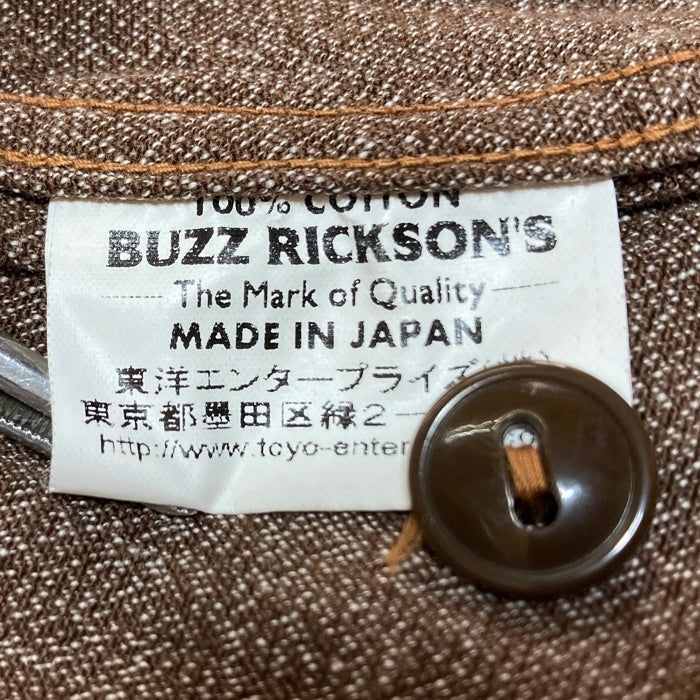 100% COTTON
BUZZ RICKSON'S
The Mark of Quality
MADE IN JAPAN
東洋エンタープライズ
東京都墨田区緑2－
http://www.toyo-enter